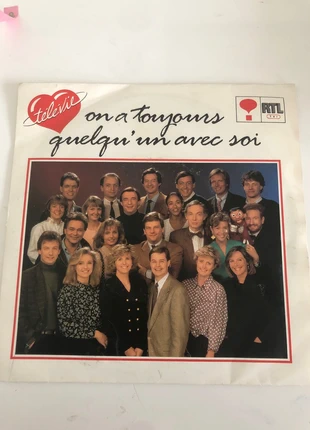 télévie
on a toujours
quelqu'un avec soi
RTL